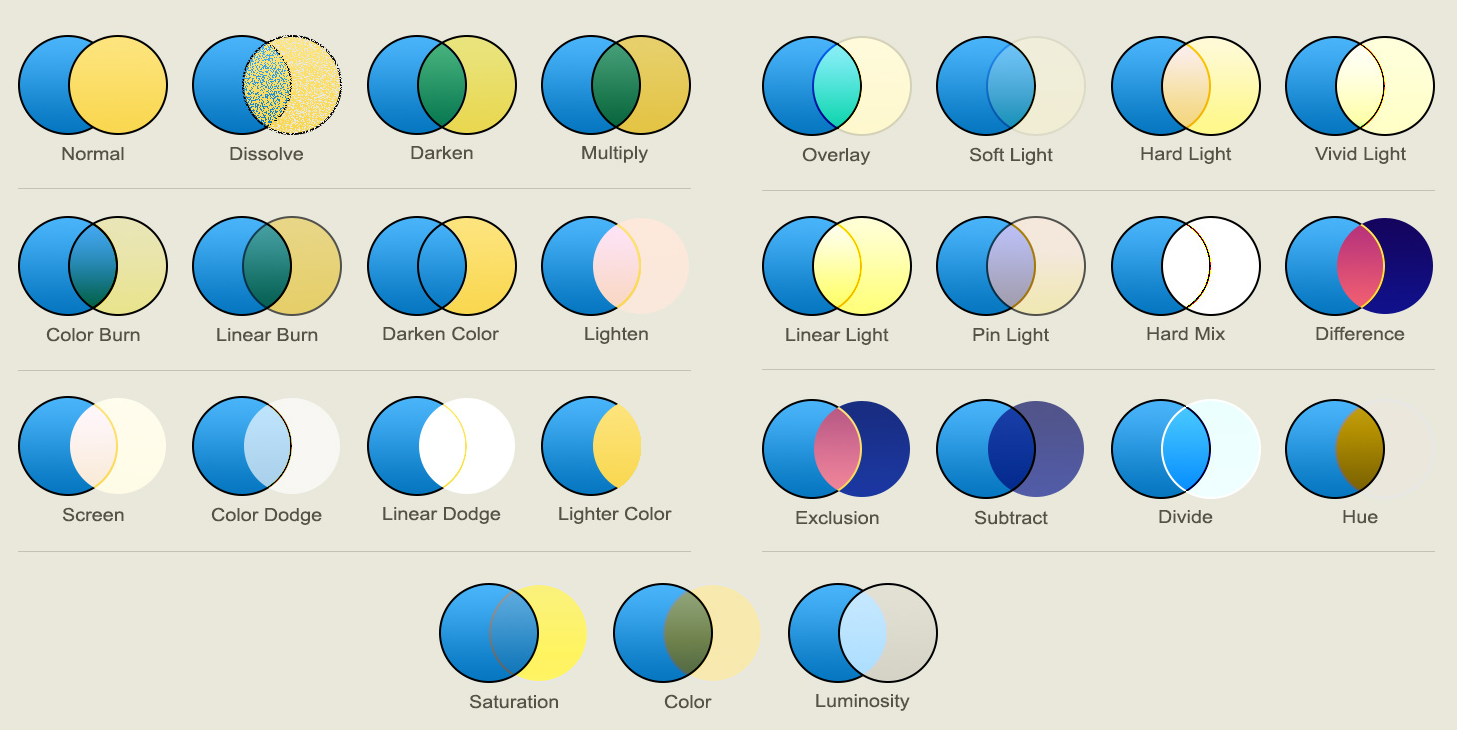 Normal
Dissolve
Darken
Multiply
Overlay
Soft Light
Hard Light
Vivid Light
Color Burn
Linear Burn
Darken Color
Lighten
Linear Light
Pin Light
Hard Mix
Difference
Screen
Color Dodge
Linear Dodge
Lighter Color
Exclusion
Subtract
Divide
Hue
Saturation
Color
Luminosity